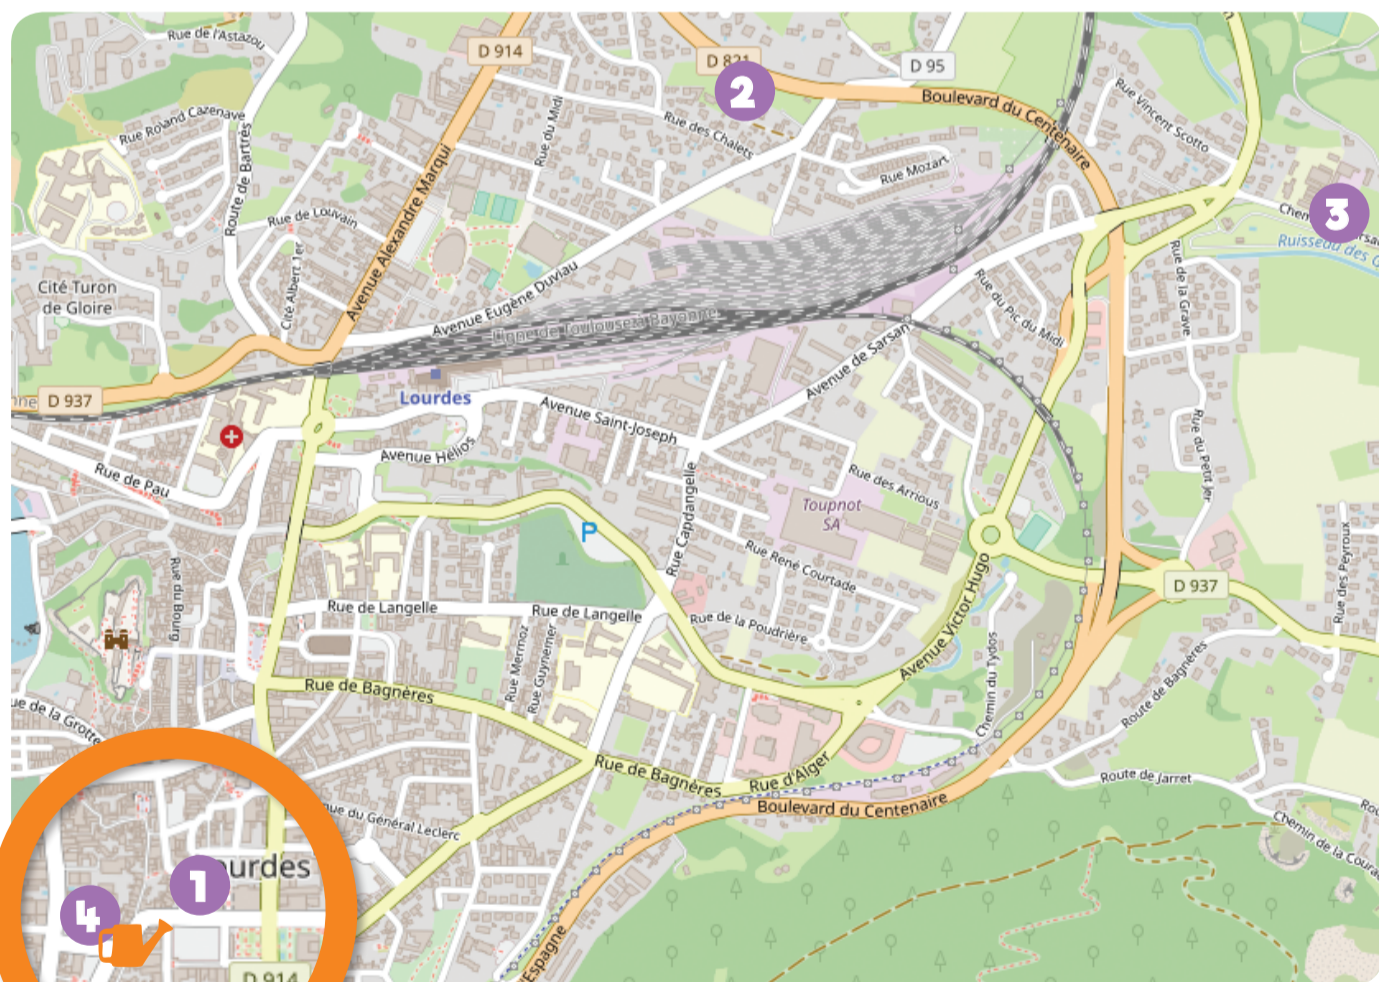 Rue de l'Astazou
D 914
D 821
2
D 95
Boulevard du Centenaire
Rue Vincent Scotto
Rue Roland Cazenave
Route de Bartrès
Rue du Midi
Rue des Chalets
Rue Mozart
3
Ruisseau des
Rue de Louvain
Avenue Alexandre Marqui
Cité Albert 1er
Cité Turon
de Gloire
Avenue Eugène Duviau
Ligne de Toulouse à Bayonne
Rue du Pic du Midi
Rue de la Grave
D 937
Lourdes
Avenue de Sarsan
Avenue Saint-Joseph
Avenue Hélios
Rue de Pau
Rue Capdangelle
Rue des Arrious
Rue du Petit Jer
Toupnot
SA
P
Rue René Courtade
Rue du Bourg
Avenue Victor Hugo
D 937
Rue des Peyroux
Rue de Langelle
Rue de Langelle
Rue de la Poudrière
Rue Mermoz
Rue Guynemer
Chemin du Tydos
Route de Bagnères
Rue de Bagnères
ue de la Grotte
Rue de Bagnères
Rue d'Alger
Boulevard du Centenaire
Route de Jarret
Chemin de la Coura
ue du Général Leclerc
ourdes
1
4
Espagne
D 914